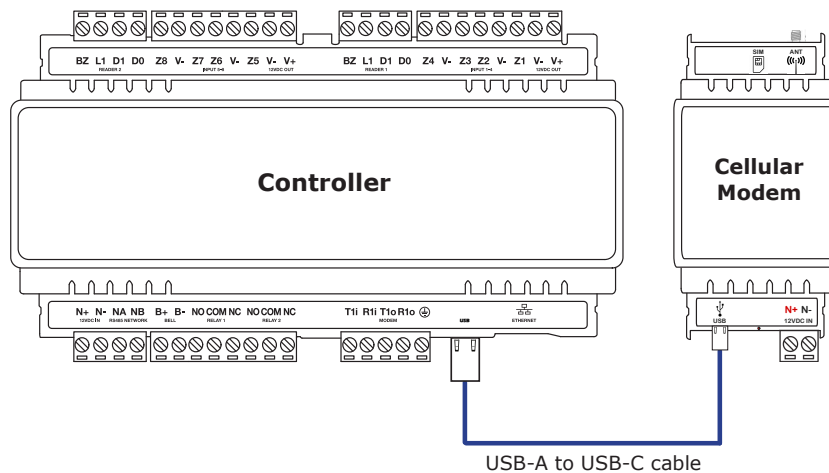 BZ L1 D1 D0 Z8 V- Z7 Z6 V- Z5 V- V+
READER 2 INPUT 5-8 12VDC OUT
BZ L1 D1 D0 Z4 V- Z3 Z2 V- Z1 V- V+
READER 1 INPUT 1-4 12VDC OUT
SIM ANT
Controller
Cellular
Modem
N+ N- NA NB B+ B- NO COM NC NO COM NC
12VDC IN RS485 NETWORK BELL RELAY 1 RELAY 2
T1i R1i T1o R1o
MODEM USB ETHERNET
USB
N+ N-
12VDC IN
USB-A to USB-C cable